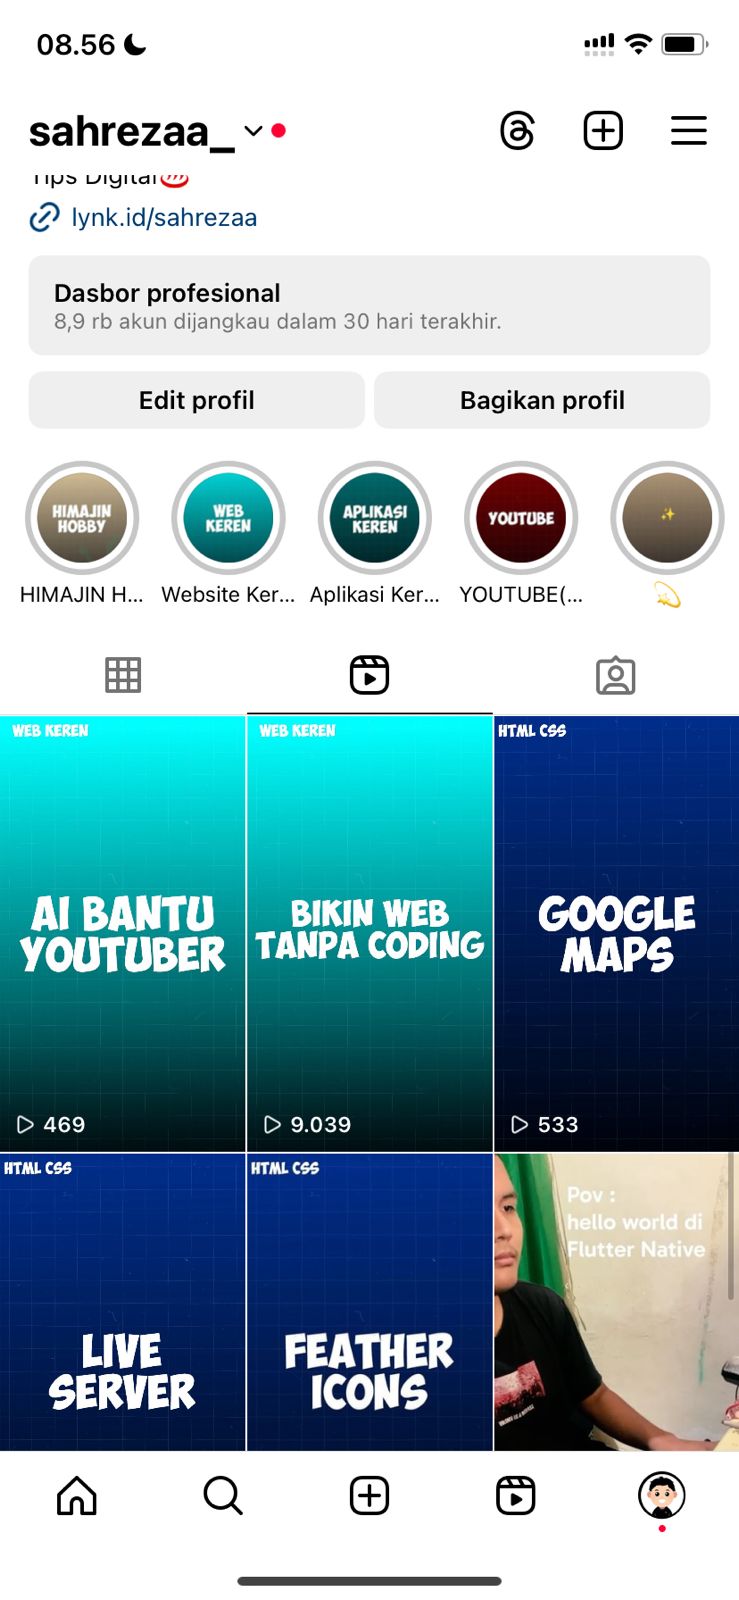 08.56
sahrezaa_
Tips Digital
lynk.id/sahrezaa
Dasbor profesional
8,9 rb akun dijangkau dalam 30 hari terakhir.
Edit profil
Bagikan profil
HIMAJIN
HOBBY
WEB
KEREN
APLIKASI
KEREN
YOUTUBE
HIMAJIN H...
Website Ker...
Aplikasi Ker...
YOUTUBE(...
WEB KEREN
WEB KEREN
HTML CSS
AI BANTU
YOUTUBER
BIKIN WEB
TANPA CODING
GOOGLE
MAPS
469
9.039
533
HTML CSS
HTML CSS
Pov :
hello world di
Flutter Native
LIVE
SERVER
FEATHER
ICONS